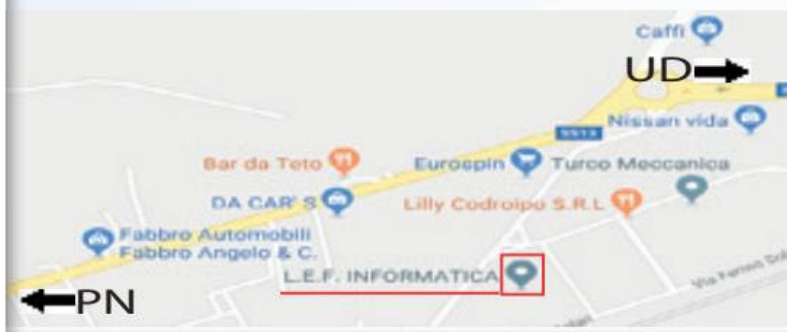 Caffi
UD
SS13
Nissan vida
Bar da Teto
Eurospin
Turco Meccanica
DA CAR' S
Lilly Codroipo S.R.L
Fabbro Automobili
Fabbro Angelo & C.
L.E.F. INFORMATICA
PN